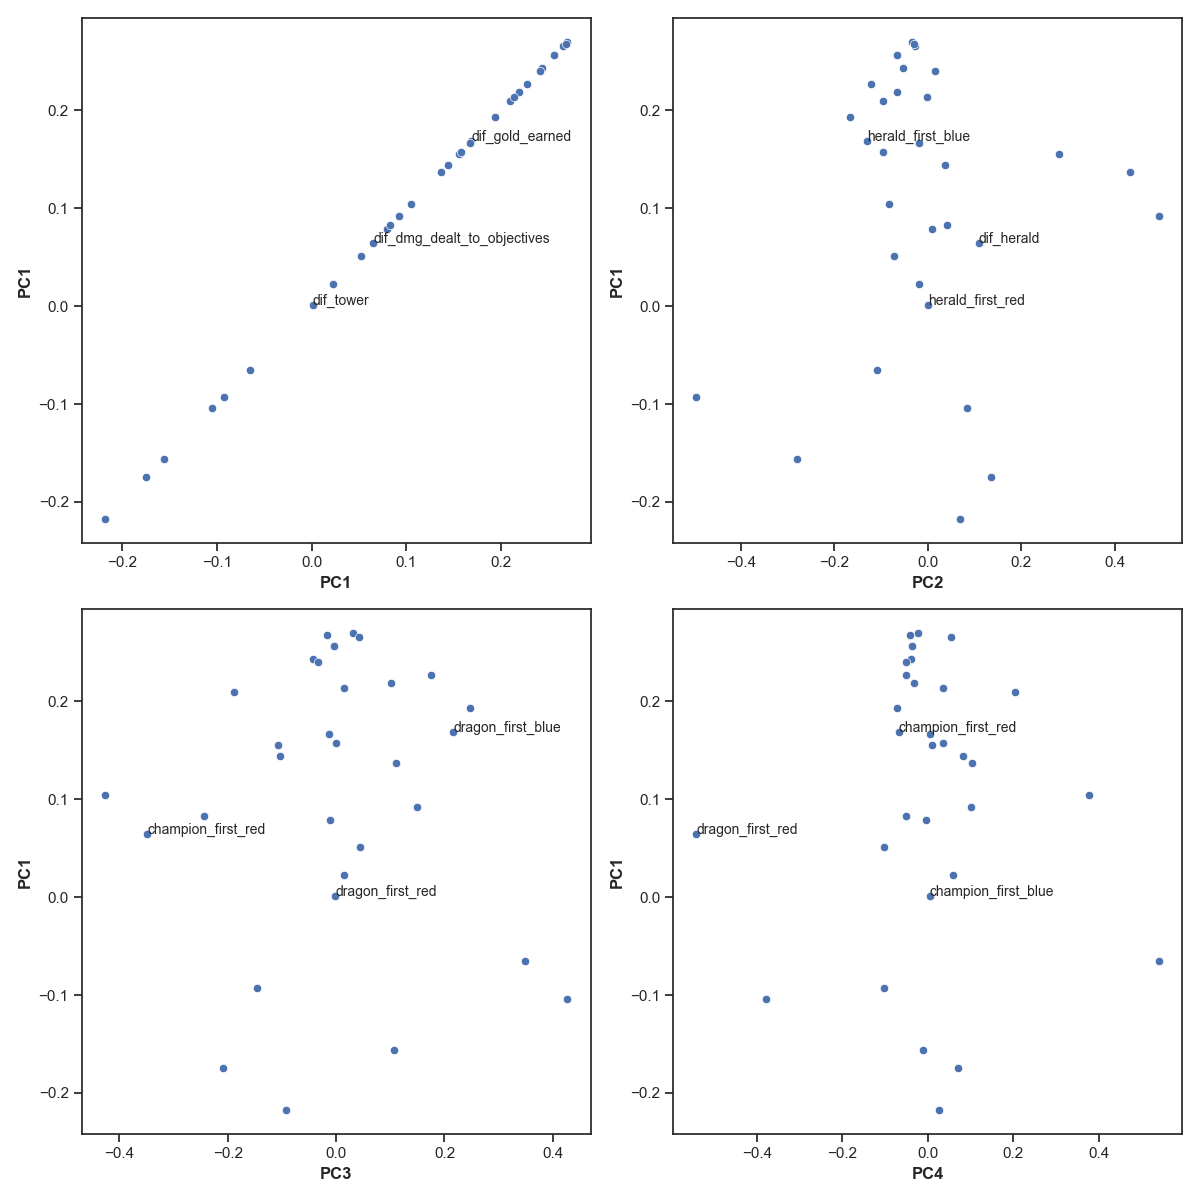 0.2
0.1
0.0
−0.1
−0.2
PC1
dif_gold_earned
dif_dmg_dealt_to_objectives
dif_tower
−0.2
−0.1
0.0
0.1
0.2
PC1
0.2
0.1
0.0
−0.1
−0.2
PC1
herald_first_blue
dif_herald
herald_first_red
−0.4
−0.2
0.0
0.2
0.4
PC2
0.2
0.1
0.0
−0.1
−0.2
PC1
dragon_first_blue
champion_first_red
dragon_first_red
−0.4
−0.2
0.0
0.2
0.4
PC3
0.2
0.1
0.0
−0.1
−0.2
PC1
champion_first_red
dragon_first_red
champion_first_blue
−0.4
−0.2
0.0
0.2
0.4
PC4